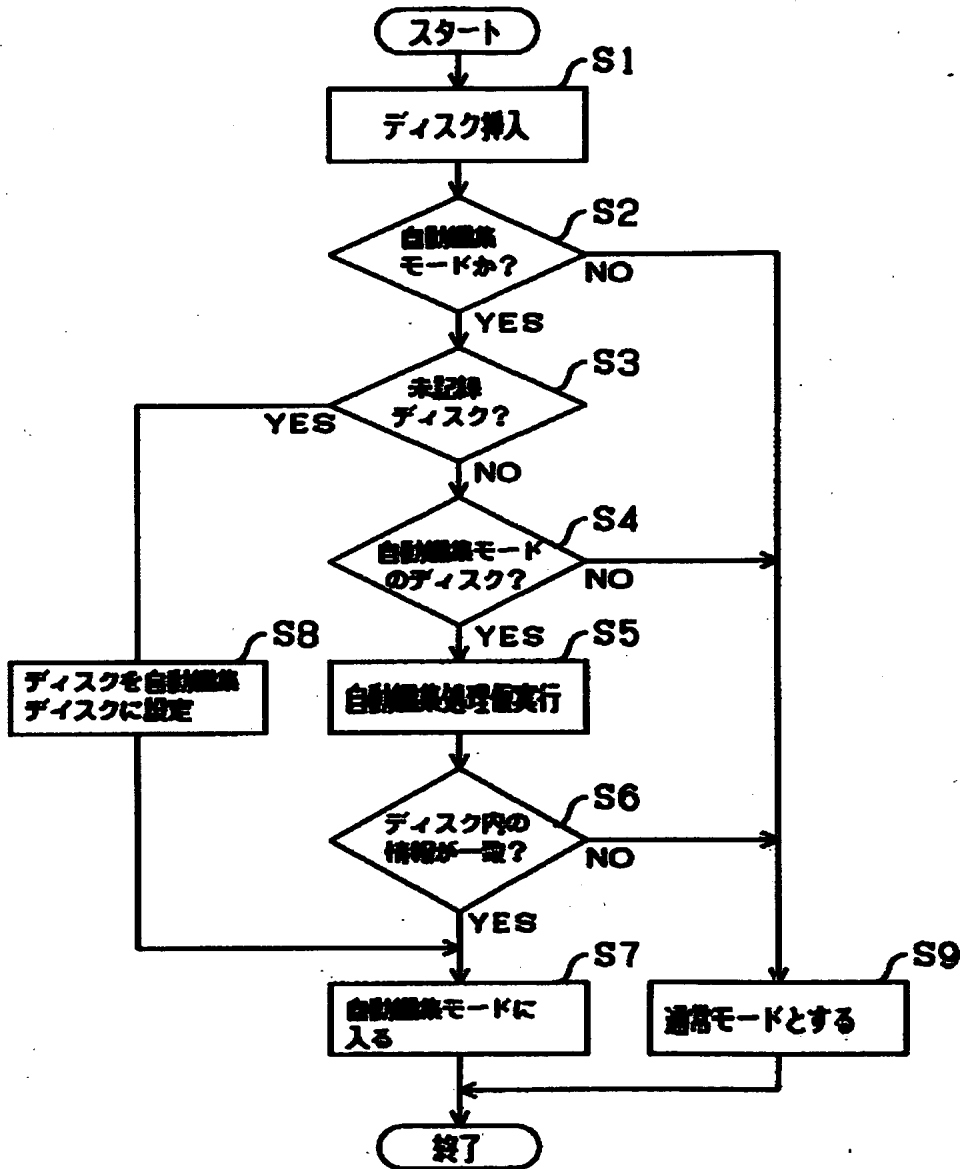 スタート
S1
ディスク挿入
S2
自動編集
モードか?
NO
YES
S3
未記録
ディスク?
YES
NO
S4
自動編集モード
のディスク?
NO
YES
S5
自動編集処理仮実行
S8
ディスクを自動編集
デイスクに設定
S6
ディスク内の
情報が一致?
NO
YES
S7
自動編集モードに
入る
S9
通常モードとする
終了